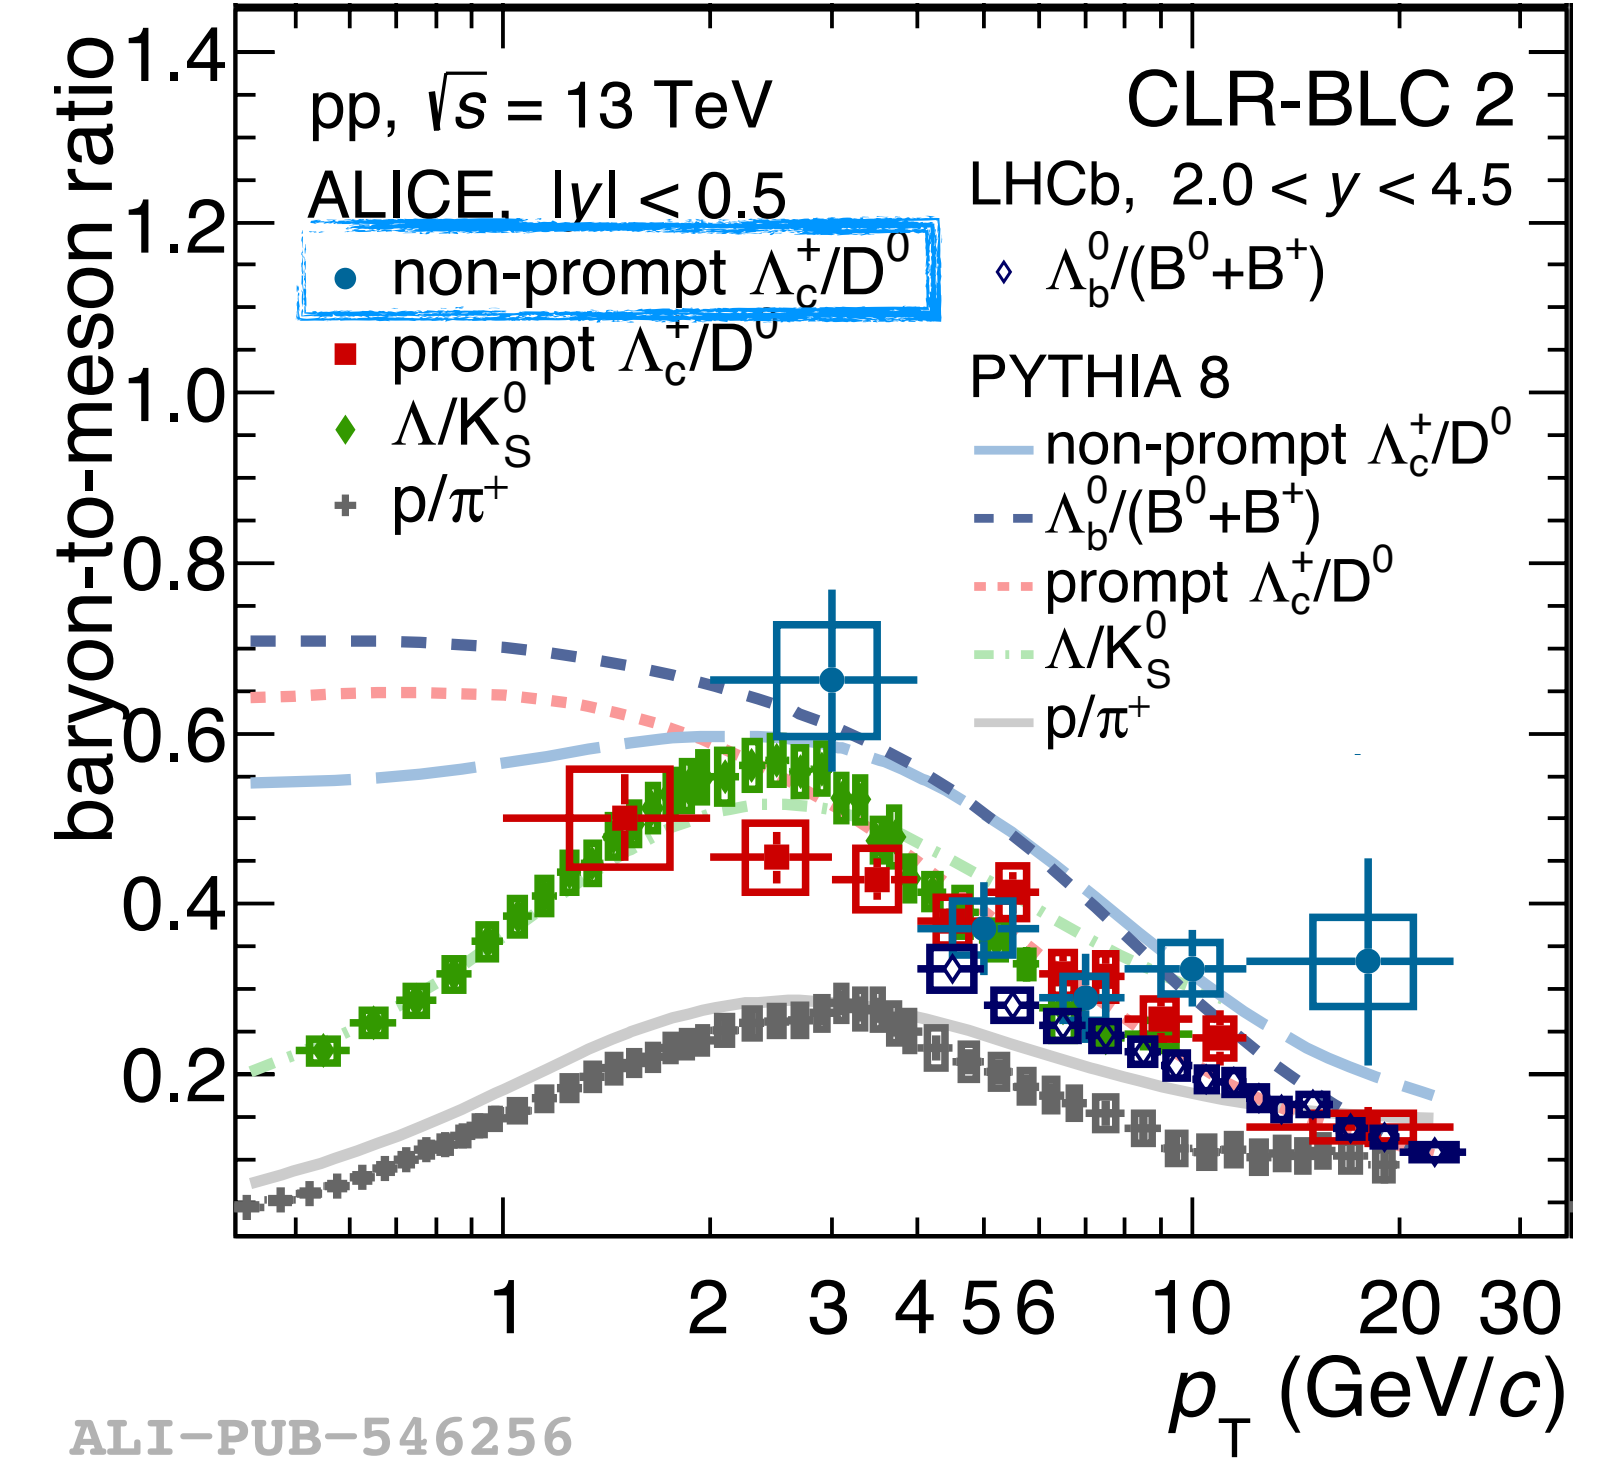 baryon-to-meson ratio
1.4
1.2
1.0
0.8
0.6
0.4
0.2
pp, √s = 13 TeV
ALICE, |y| < 0.5
non-prompt Λc+/D0
prompt Λc+/D0
Λ/KS0
p/π+
CLR-BLC 2
LHCb, 2.0 < y < 4.5
Λb0/(B0+B+)
PYTHIA 8
non-prompt Λc+/D0
Λb0/(B0+B+)
prompt Λc+/D0
Λ/KS0
p/π+
1 2 3 4 5 6 10 20 30
pT (GeV/c)
ALI-PUB-546256